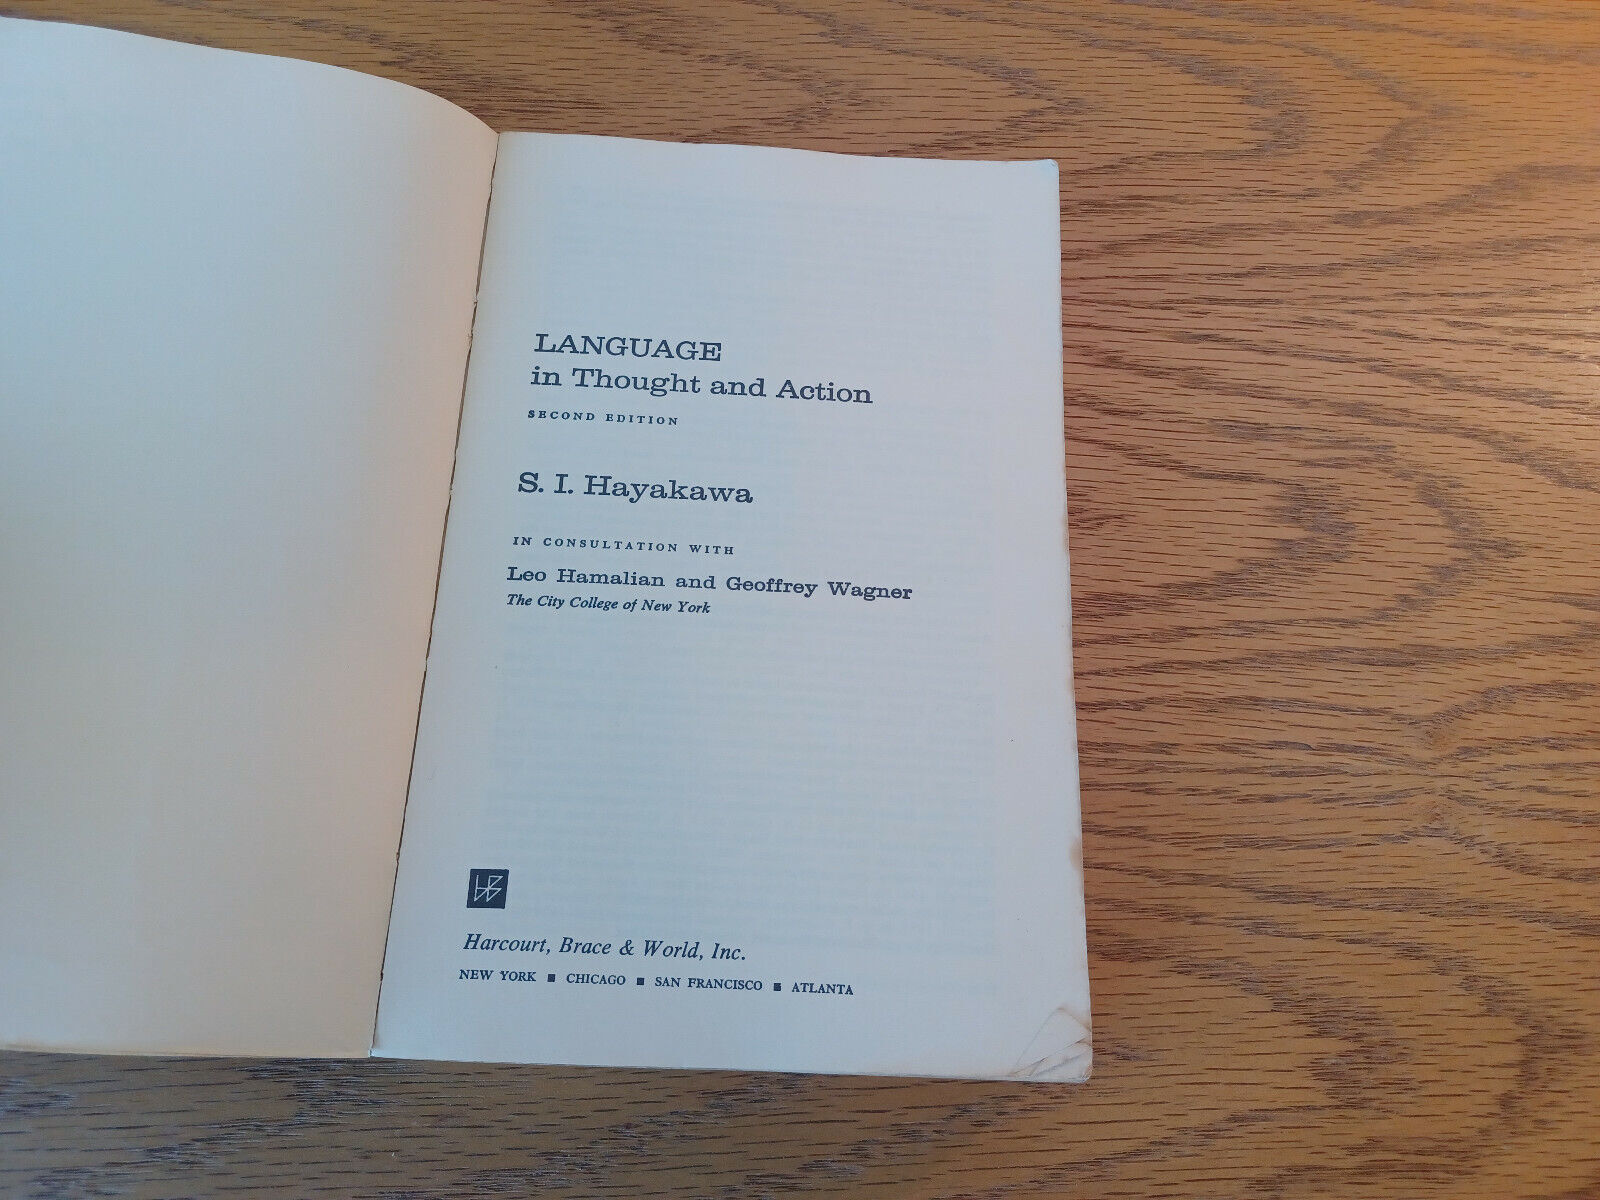 LANGUAGE
in Thought and Action
SECOND EDITION
S. I. Hayakawa
IN CONSULTATION WITH
Leo Hamalian and Geoffrey Wagner
The City College of New York
Harcourt, Brace & World, Inc.
NEW YORK ■ CHICAGO ■ SAN FRANCISCO ■ ATLANTA